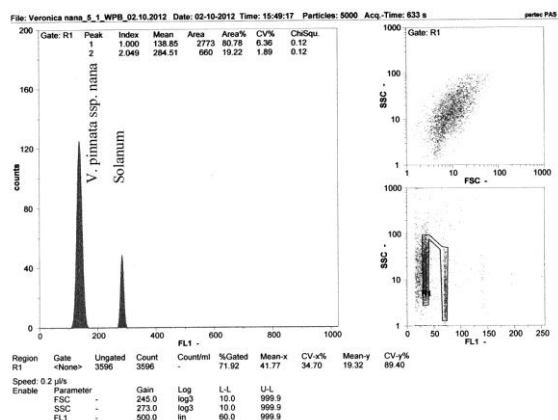 File: Veronica nana_5_1_WPB_02.10.2012 Date: 02-10-2012 Time: 15:49:17 Particles: 5000 Acq.-Time: 633 s partec PAS
Gate: R1 Peak Index Mean Area Area% CV% ChiSqu.
1 1.000 138.85 2773 80.78 6.36 0.12
2 2.049 284.51 660 19.22 1.89 0.12
200
160
120
80
40
0
counts
V. pinnata ssp. nana
Solanum
0 200 400 600 800 1000
FL1 -
Gate: R1
1000
100
10
1
SSC -
1 10 100 1000
FSC -
1000
100
10
1
SSC -
R1
0 50 100 150 200 250
FL1 -
Region Gate Ungated Count Count/ml %Gated Mean-x CV-x% Mean-y CV-y%
R1 <None> 3596 3596 71.92 41.77 34.70 19.32 89.40
Speed: 0.2 µl/s
Enable Parameter Gain Log L-L U-L
FSC - 245.0 log3 10.0 999.9
SSC - 273.0 log3 10.0 999.9
FL1 - 500.0 lin 60.0 999.9